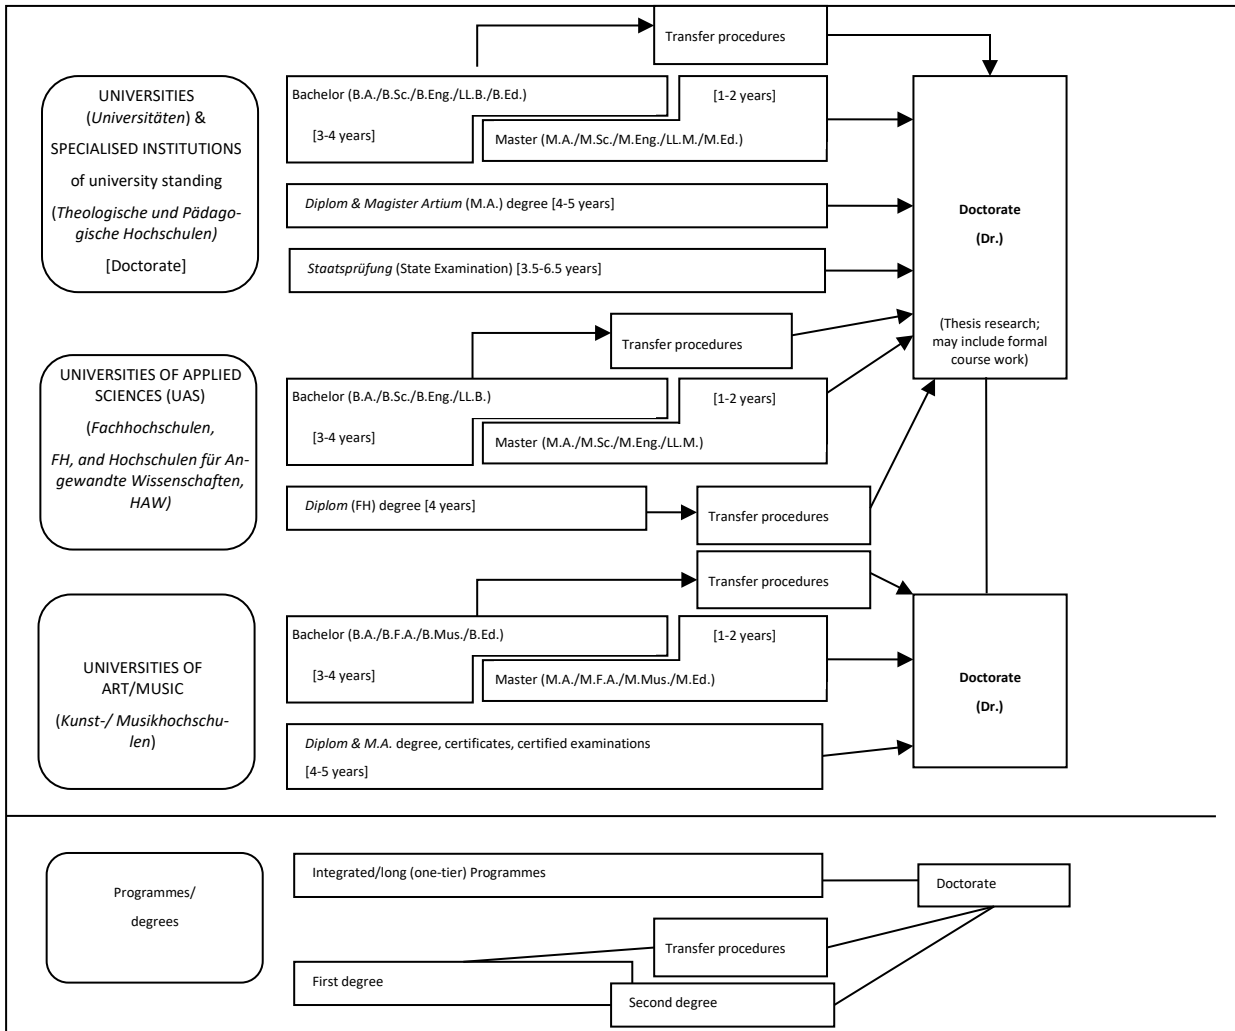 Transfer procedures
UNIVERSITIES
(Universitäten) &
SPECIALISED INSTITUTIONS
of university standing
(Theologische und Pädago-
gische Hochschulen)
[Doctorate]
Bachelor (B.A./B.Sc./B.Eng./LL.B./B.Ed.)
[3-4 years]
[1-2 years]
Master (M.A./M.Sc./M.Eng./LL.M./M.Ed.)
Diplom & Magister Artium (M.A.) degree [4-5 years]
Staatsprüfung (State Examination) [3.5-6.5 years]
Doctorate
(Dr.)
(Thesis research;
may include formal
course work)
UNIVERSITIES OF APPLIED
SCIENCES (UAS)
(Fachhochschulen,
FH, and Hochschulen für An-
gewandte Wissenschaften,
HAW)
Transfer procedures
Bachelor (B.A./B.Sc./B.Eng./LL.B.)
[3-4 years]
[1-2 years]
Master (M.A./M.Sc./M.Eng./LL.M.)
Diplom (FH) degree [4 years]
Transfer procedures
UNIVERSITIES OF
ART/MUSIC
(Kunst-/ Musikhochschu-
len)
Transfer procedures
Bachelor (B.A./B.F.A./B.Mus./B.Ed.)
[3-4 years]
[1-2 years]
Master (M.A./M.F.A./M.Mus./M.Ed.)
Diplom & M.A. degree, certificates, certified examinations
[4-5 years]
Doctorate
(Dr.)
Programmes/
degrees
Integrated/long (one-tier) Programmes
Doctorate
Transfer procedures
First degree
Second degree